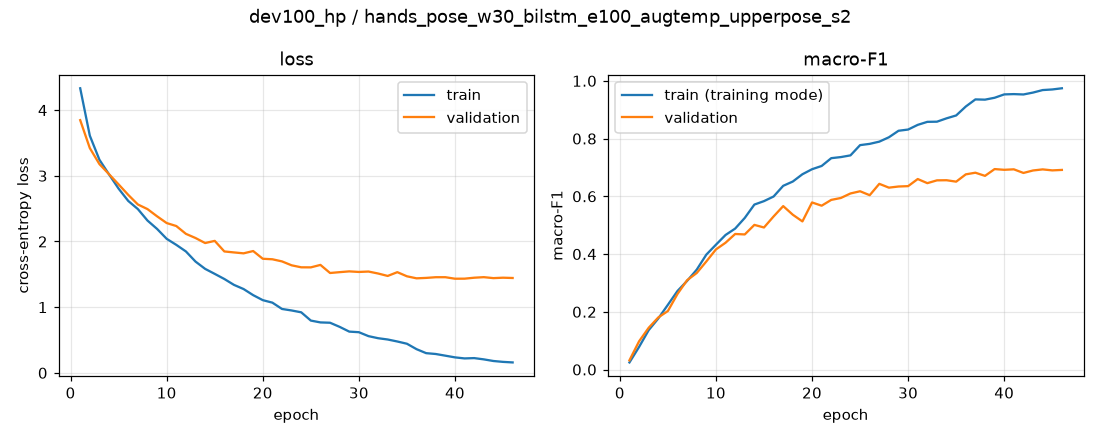 dev100_hp / hands_pose_w30_bilstm_e100_augtemp_upperpose_s2
loss
train
validation
cross-entropy loss
4
3
2
1
0
0
10
20
30
40
epoch
macro-F1
train (training mode)
validation
macro-F1
1.0
0.8
0.6
0.4
0.2
0.0
0
10
20
30
40
epoch